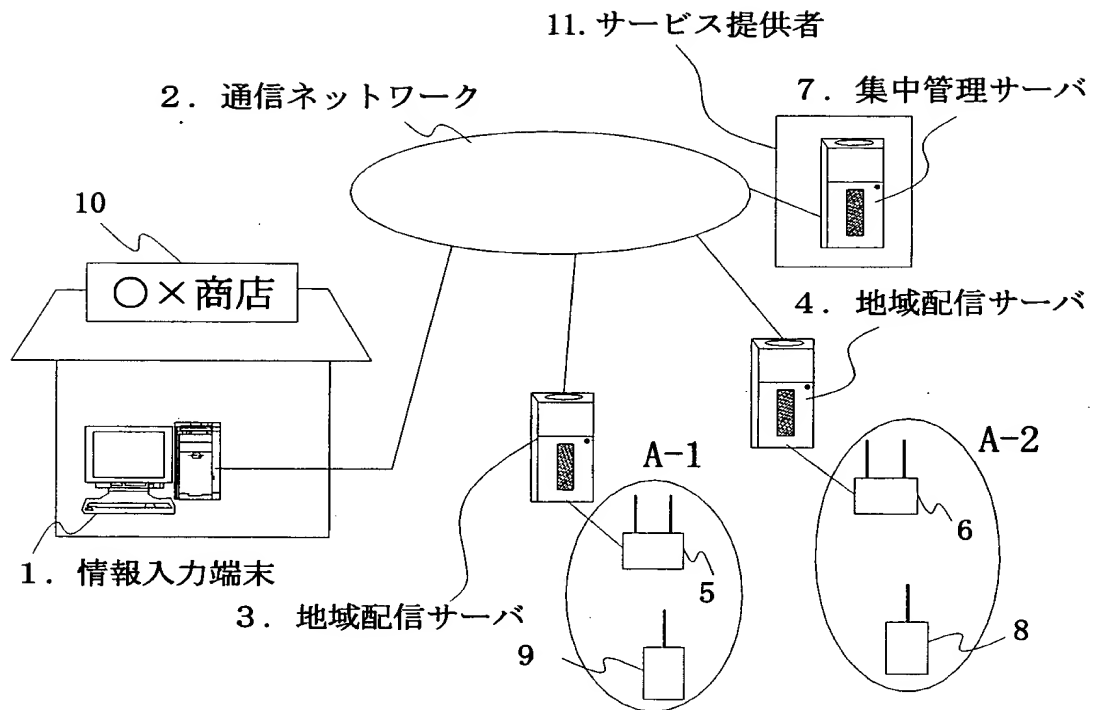 11. サービス提供者
2. 通信ネットワーク
7. 集中管理サーバ
10
○×商店
4. 地域配信サーバ
A-1
A-2
6
5
1. 情報入力端末
3. 地域配信サーバ
9
8